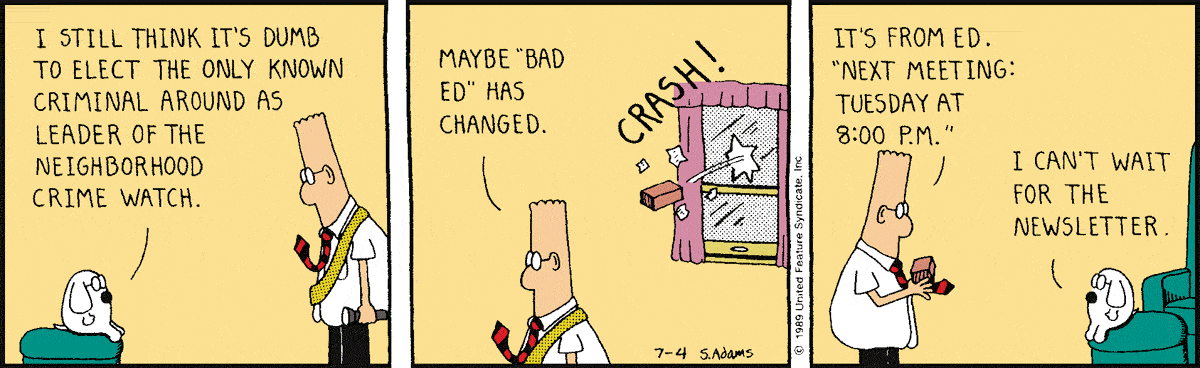 I STILL THINK IT'S DUMB
TO ELECT THE ONLY KNOWN
CRIMINAL AROUND AS
LEADER OF THE
NEIGHBORHOOD
CRIME WATCH.
MAYBE "BAD
ED" HAS
CHANGED.
CRASH!
7-4 S.Adams
© 1989 United Feature Syndicate, Inc.
IT'S FROM ED.
"NEXT MEETING:
TUESDAY AT
8:00 P.M."
I CAN'T WAIT
FOR THE
NEWSLETTER.